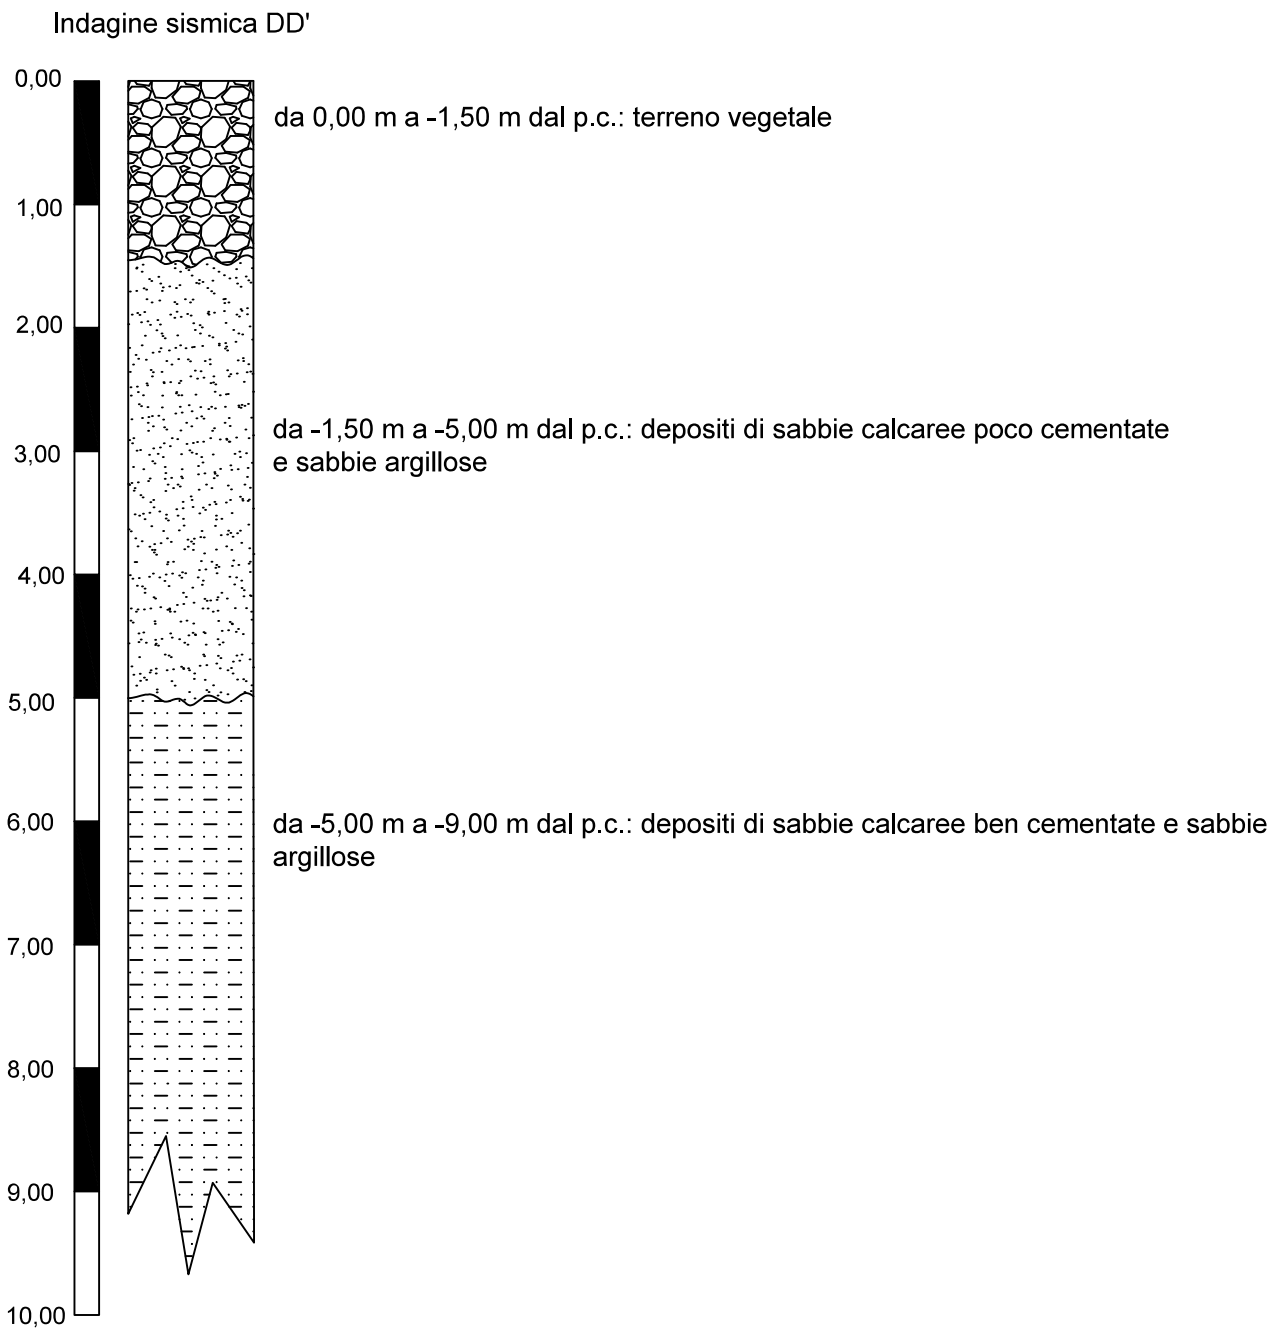 Indagine sismica DD'
0,00
da 0,00 m a -1,50 m dal p.c.: terreno vegetale
1,00
2,00
da -1,50 m a -5,00 m dal p.c.: depositi di sabbie calcaree poco cementate
3,00
e sabbie argillose
4,00
5,00
6,00
da -5,00 m a -9,00 m dal p.c.: depositi di sabbie calcaree ben cementate e sabbie
argillose
7,00
8,00
9,00
10,00